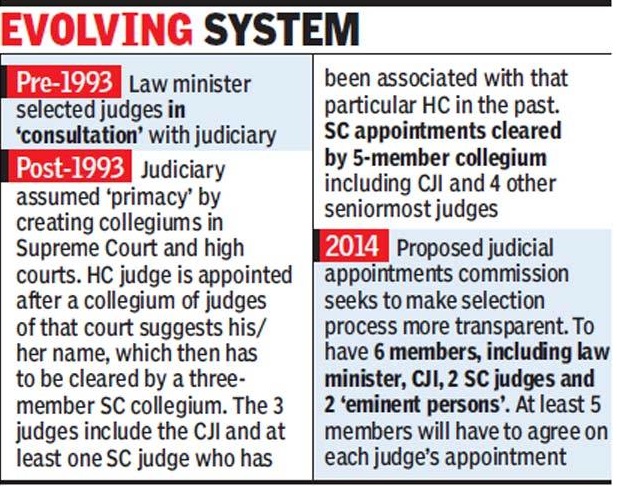 EVOLVING SYSTEM
Pre-1993 Law minister
selected judges in
‘consultation’ with judiciary
Post-1993 Judiciary
assumed ‘primacy’ by
creating collegiums in
Supreme Court and high
courts. HC judge is appointed
after a collegium of judges
of that court suggests his/
her name, which then has
to be cleared by a three-
member SC collegium. The 3
judges include the CJI and at
least one SC judge who has
been associated with that
particular HC in the past.
SC appointments cleared
by 5-member collegium
including CJI and 4 other
seniormost judges
2014 Proposed judicial
appointments commission
seeks to make selection
process more transparent. To
have 6 members, including law
minister, CJI, 2 SC judges and
2 ‘eminent persons’. At least 5
members will have to agree on
each judge's appointment